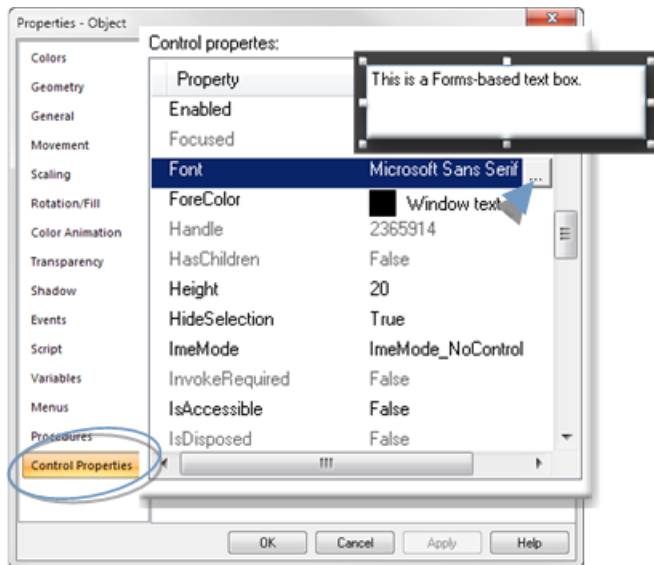 Properties - Object
Colors
Geometry
General
Movement
Scaling
Rotation/Fill
Color Animation
Transparency
Shadow
Events
Script
Variables
Menus
Procedures
Control Properties
Control propertes:
Property
This is a Forms-based text box.
Enabled
Focused
Font Microsoft Sans Serif ...
ForeColor Window text
Handle 2365914
HasChildren False
Height 20
HideSelection True
ImeMode ImeMode_NoControl
InvokeRequired False
IsAccessible False
IsDisposed False
OK Cancel Apply Help